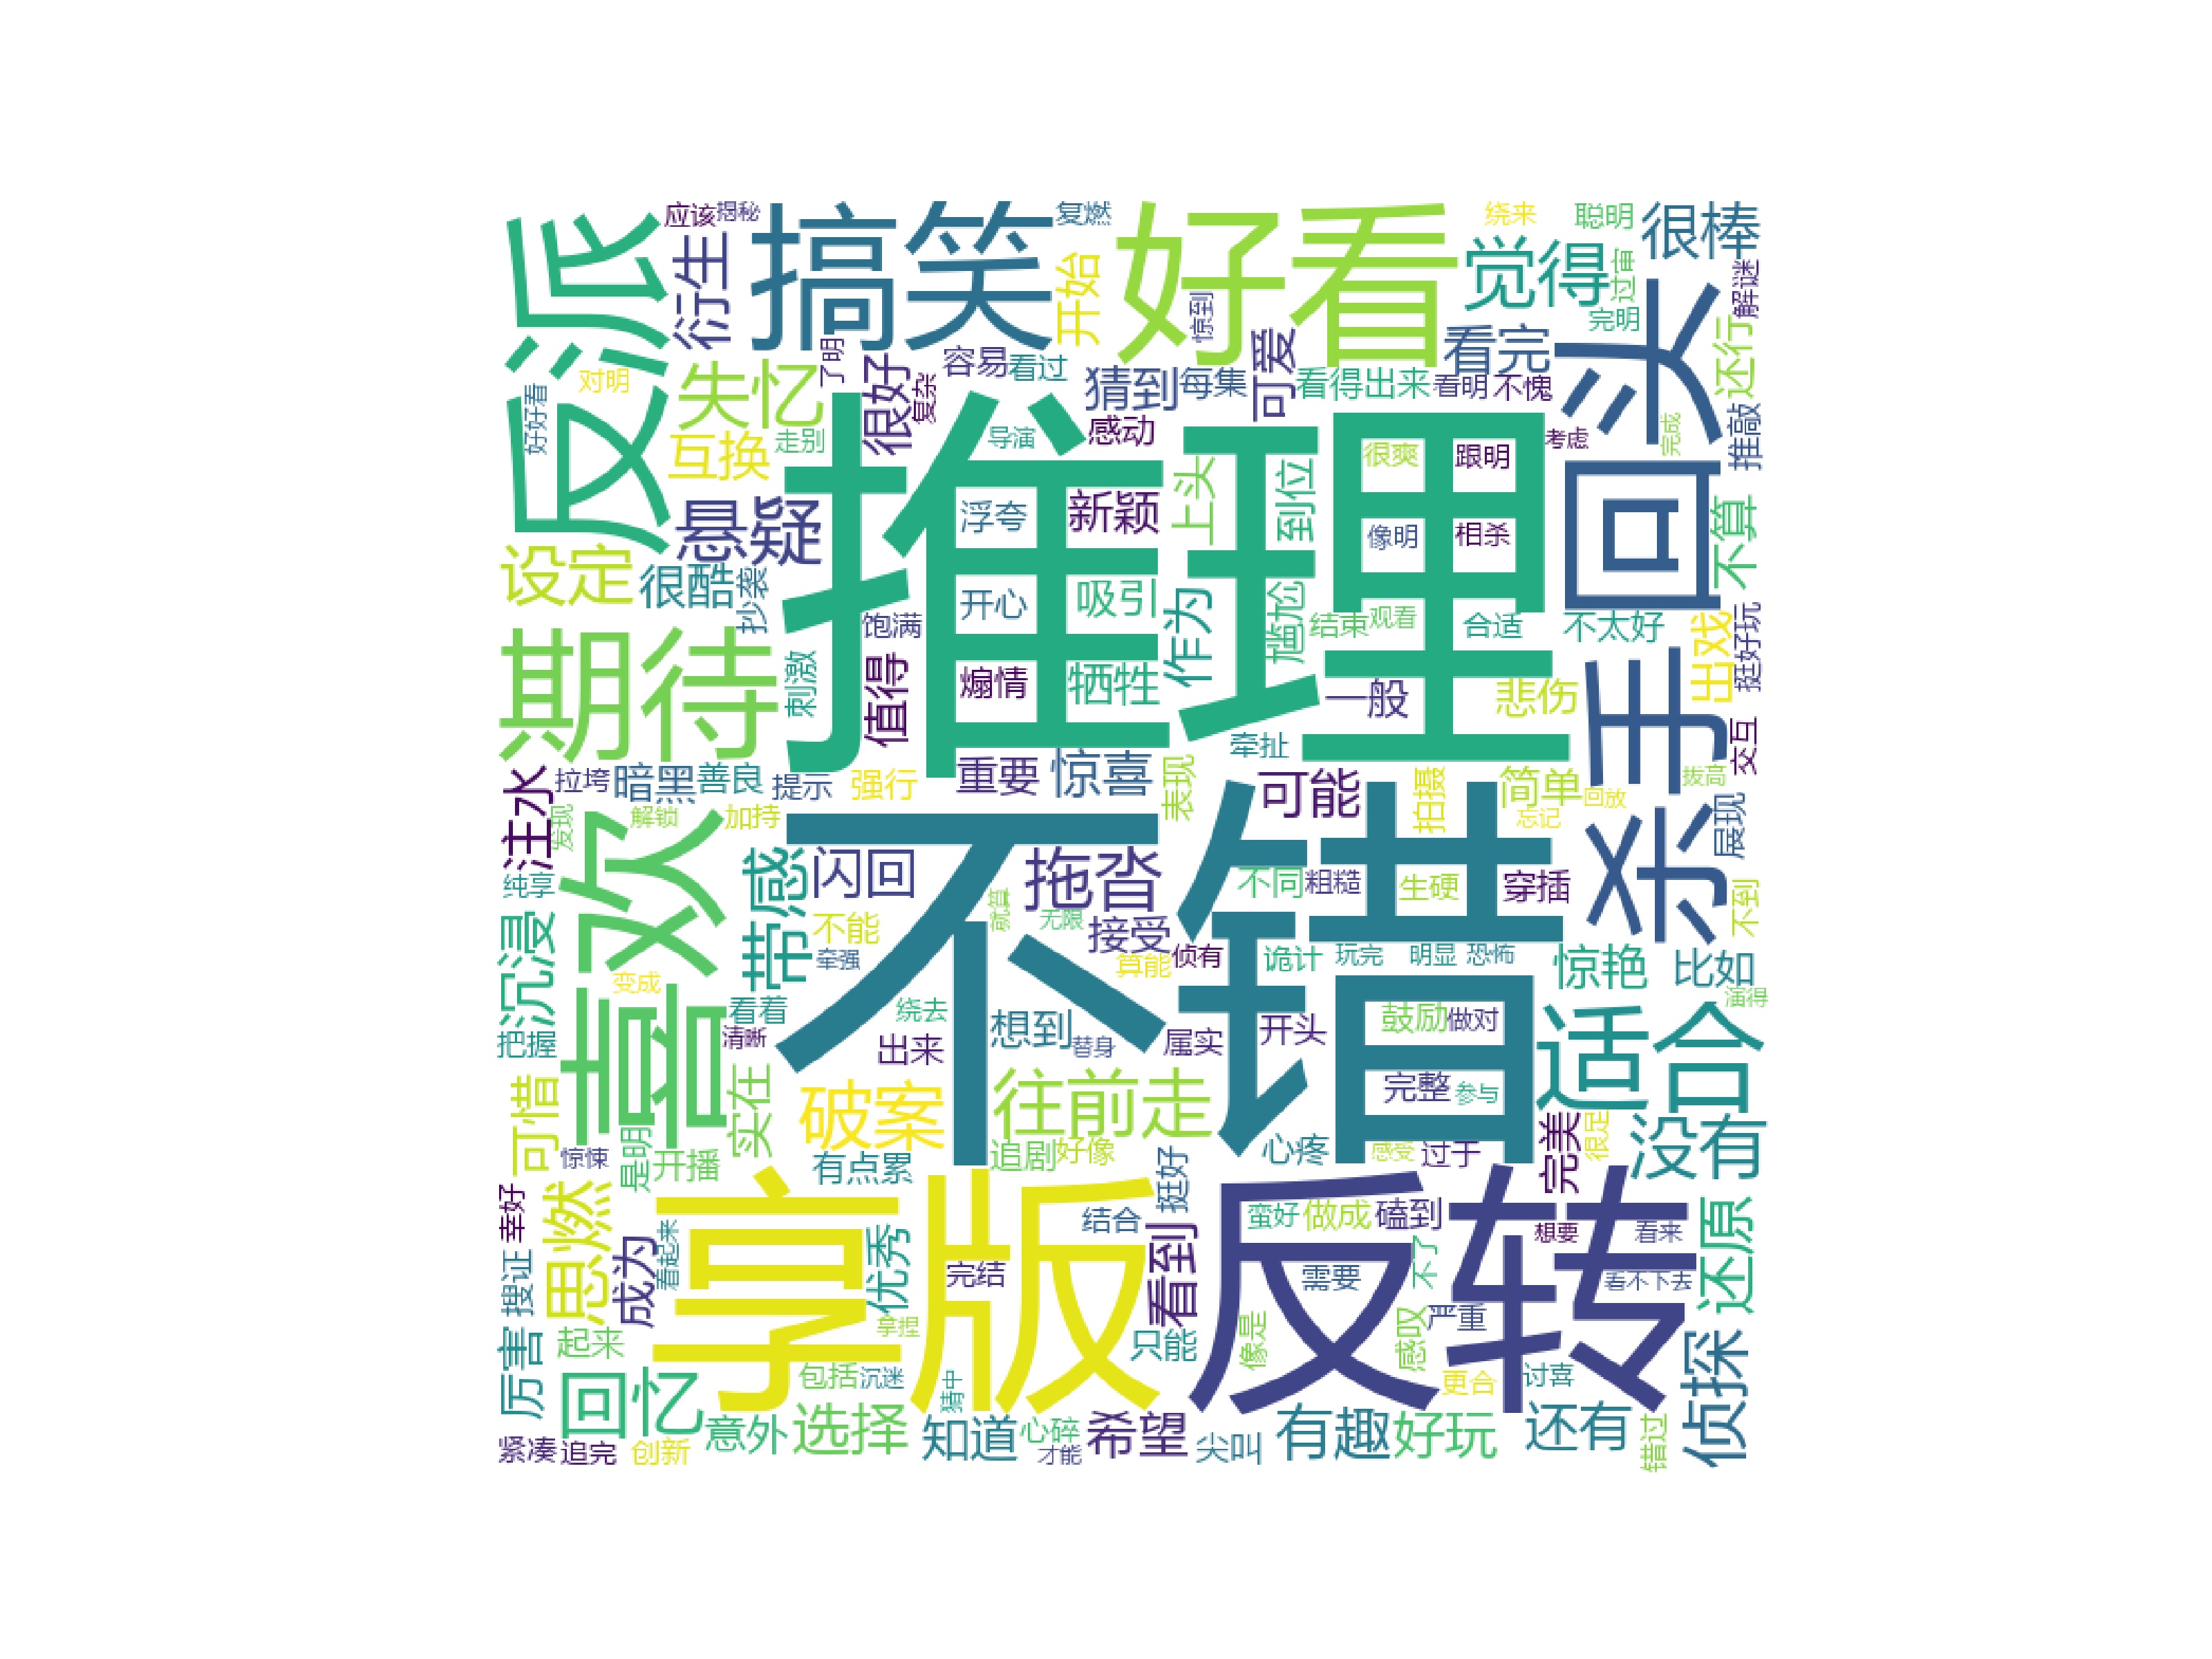 应该
揭秘
复燃
绕来
聪明
很棒
反派
衍生
搞笑
开始
好看
觉得
过审
解谜
惊到
完明
回头
看完
还行
了明
容易
看过
可爱
失忆
对明
好好看
很好
复杂
猜到
每集
看得出来
看明
不愧
推敲
互换
走别
导演
感动
推理
很爽
跟明
考虑
完成
悬疑
浮夸
新颖
上头
到位
像明
相杀
不算
设定
很酷
抄袭
开心
吸引
作为
尴尬
结束
观看
合适
不太好
饱满
期待
刺激
值得
煽情
牺牲
一般
悲伤
出戏
挺好玩
杀手
牵扯
交互
注水
拉垮
暗黑
善良
提示
强行
重要
惊喜
表现
可能
拍摄
简单
回放
拔高
发现
解锁
加持
忘记
展现
喜欢
不错
纯享
带感
闪回
拖沓
不同
粗糙
生硬
穿插
不到
沉浸
不能
就算
无限
接受
牵强
算能
侦有
诡计
玩完
明显
恐怖
惊艳
比如
变成
演得
看着
绕去
想到
鼓励
做对
适合
把握
清晰
出来
替身
属实
开头
可惜
实在
破案
往前走
完整
参与
没有
惊悚
是明
开播
有点累
追剧
好像
挺好
心疼
感受
过于
完美
很足
幸好
思燃
享版
反转
成为
看起来
优秀
结合
看到
蛮好
做成
磕到
想要
看来
还原
搜证
完结
需要
不了
看不下去
厉害
起来
拿捏
只能
像是
感叹
严重
侦探
回忆
包括
沉迷
猜中
更合
讨喜
紧凑
追完
创新
意外
选择
知道
心碎
才能
希望
尖叫
有趣
好玩
还有
错过